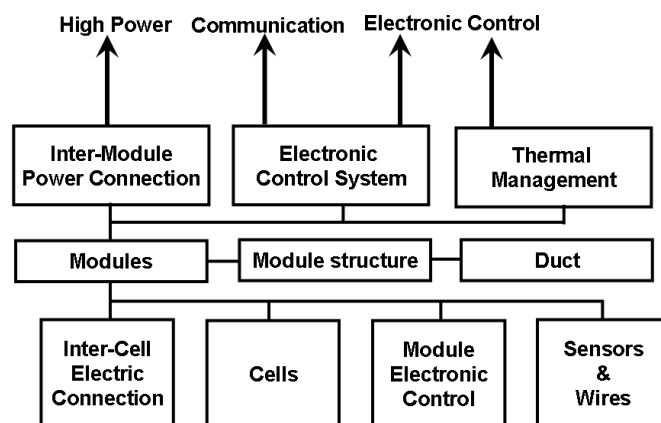 High Power
Communication
Electronic Control
Inter-Module
Power Connection
Electronic
Control System
Thermal
Management
Modules
Module structure
Duct
Inter-Cell
Electric
Connection
Cells
Module
Electronic
Control
Sensors
&
Wires